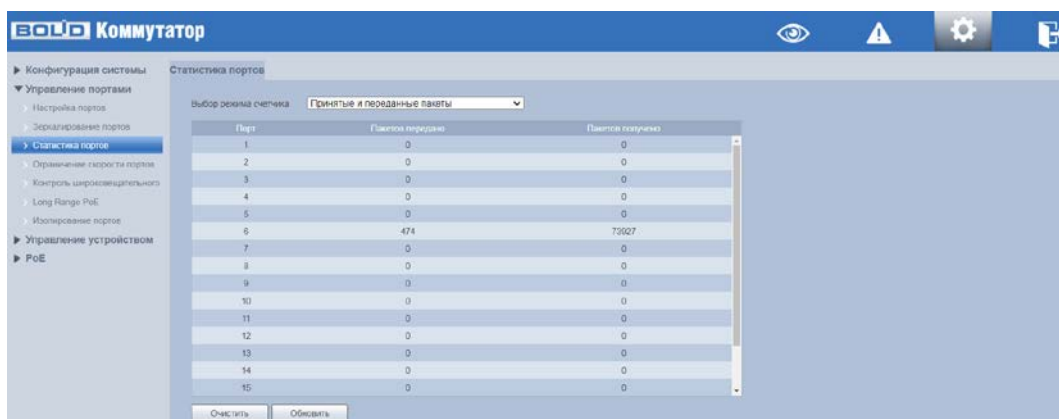 BOLID Коммутатор
Конфигурация системы
Управление портами
Настройка портов
Зеркалирование портов
Статистика портов
Ограничение скорости портов
Контроль широковещательного
Long Range PoE
Изолирование портов
Управление устройством
PoE
Статистика портов
Выбор режима счетчика Принятые и переданные пакеты
Порт Пакетов передано Пакетов получено
1 0 0
2 0 0
3 0 0
4 0 0
5 0 0
6 474 73927
7 0 0
8 0 0
9 0 0
10 0 0
11 0 0
12 0 0
13 0 0
14 0 0
15 0 0
Очистить Обновить